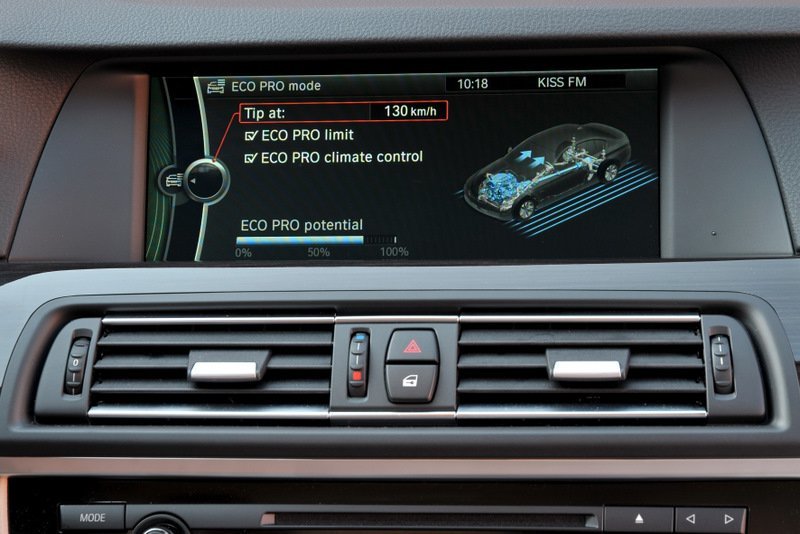 ECO PRO mode 10:18 KISS FM
Tip at: 130 km/h
ECO PRO limit
ECO PRO climate control
ECO PRO potential
0% 50% 100%
0
MODE